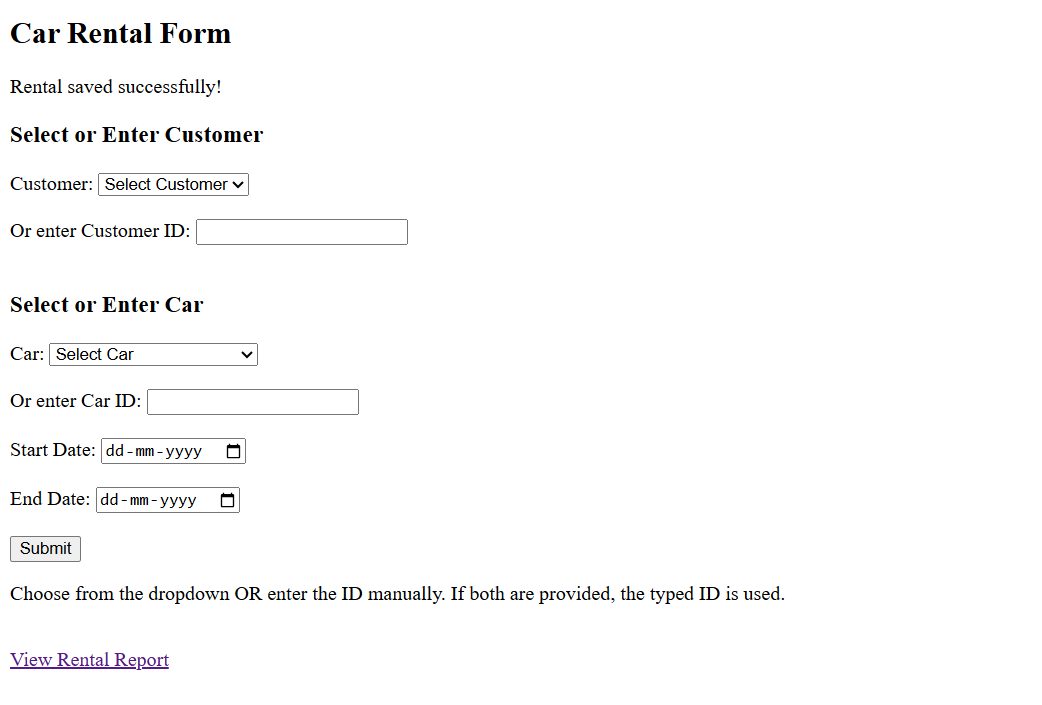 Car Rental Form
Rental saved successfully!
Select or Enter Customer
Customer: Select Customer
Or enter Customer ID:
Select or Enter Car
Car: Select Car
Or enter Car ID:
Start Date: dd-mm-yyyy
End Date: dd-mm-yyyy
Submit
Choose from the dropdown OR enter the ID manually. If both are provided, the typed ID is used.
View Rental Report